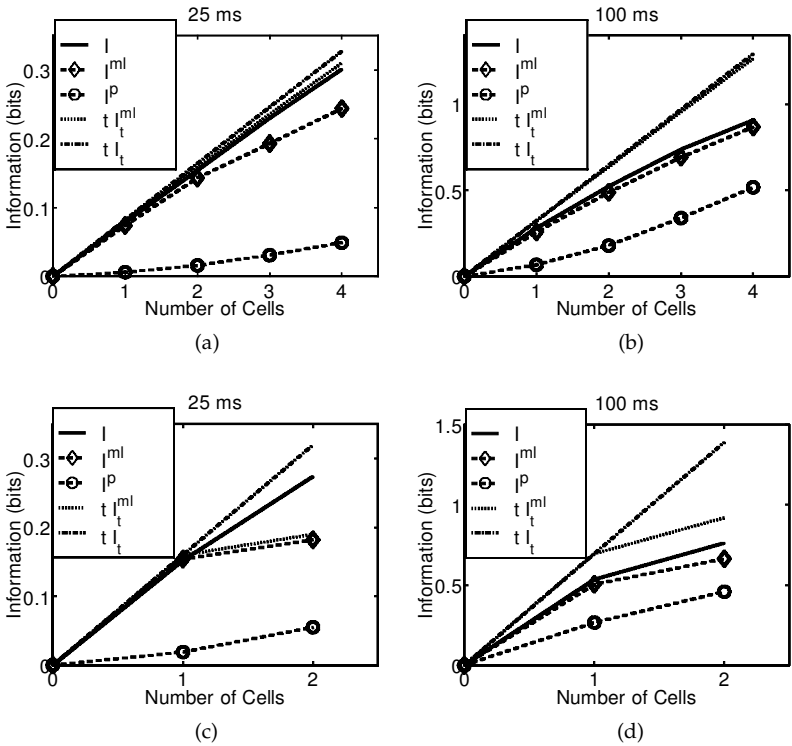 25 ms
I
I^ml
I^p
t I_t^ml
t I_t
Information (bits)
0.3
0.2
0.1
0
0 1 2 3 4
Number of Cells
(a)
100 ms
I
I^ml
I^p
t I_t^ml
t I_t
Information (bits)
1
0.5
0
0 1 2 3 4
Number of Cells
(b)
25 ms
I
I^ml
I^p
t I_t^ml
t I_t
Information (bits)
0.3
0.2
0.1
0
0 1 2
Number of Cells
(c)
100 ms
I
I^ml
I^p
t I_t^ml
t I_t
Information (bits)
1.5
1
0.5
0
0 1 2
Number of Cells
(d)